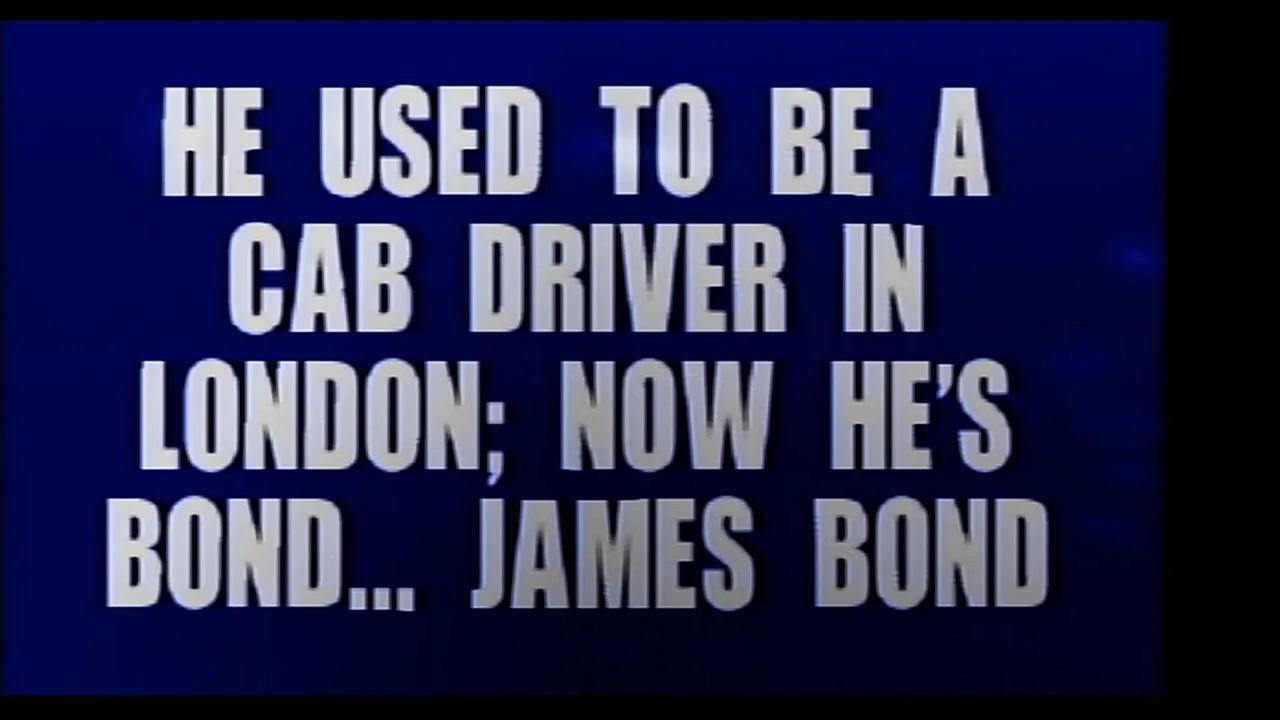 HE USED TO BE A
CAB DRIVER IN
LONDON; NOW HE'S
BOND... JAMES BOND